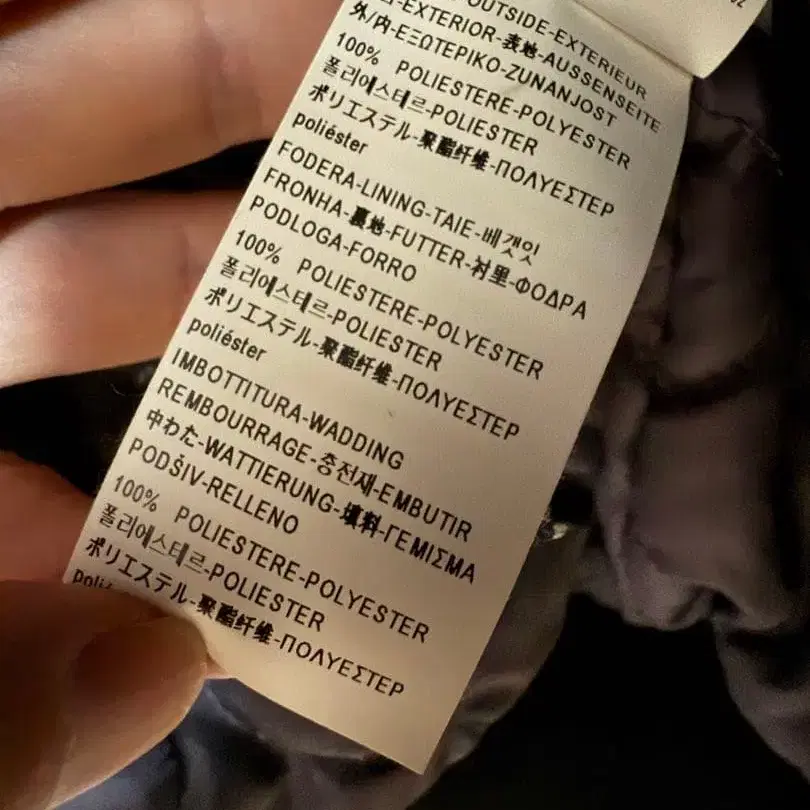 OUTSIDE-EXTERIEUR
-EXTERIOR-表地-AUSSENSEITE
外/内-ΕΞΩΤΕΡΙΚΟ-ZUNANJOST
100% POLIESTERE-POLYESTER
폴리에스테르-POLIESTER
ポリエステル-聚酯纤维-ΠΟΛΥΕΣΤΕΡ
poliéster
FODERA-LINING-TAIE-베갯잇
FRONHA-裏地-FUTTER-衬里-ΦΟΔΡΑ
PODLOGA-FORRO
100% POLIESTERE-POLYESTER
폴리에스테르-POLIESTER
ポリエステル-聚酯纤维-ΠΟΛΥΕΣΤΕΡ
poliéster
IMBOTTITURA-WADDING
REMBOURRAGE-충전재-EMBUTIR
中わた-WATTIERUNG-填料-ΓΕΜΙΣΜΑ
PODŠIV-RELLENO
100% POLIESTERE-POLYESTER
폴리에스테르-POLIESTER
ポリエステル-聚酯纤维-ΠΟΛΥΕΣΤΕΡ